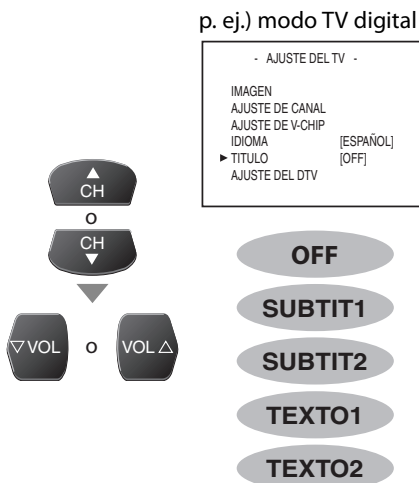 p. ej.) modo TV digital
- AJUSTE DEL TV -
IMAGEN
AJUSTE DE CANAL
AJUSTE DE V-CHIP
IDIOMA [ESPAÑOL]
TITULO [OFF]
AJUSTE DEL DTV
CH
o
CH
VOL o VOL
OFF
SUBTIT1
SUBTIT2
TEXTO1
TEXTO2